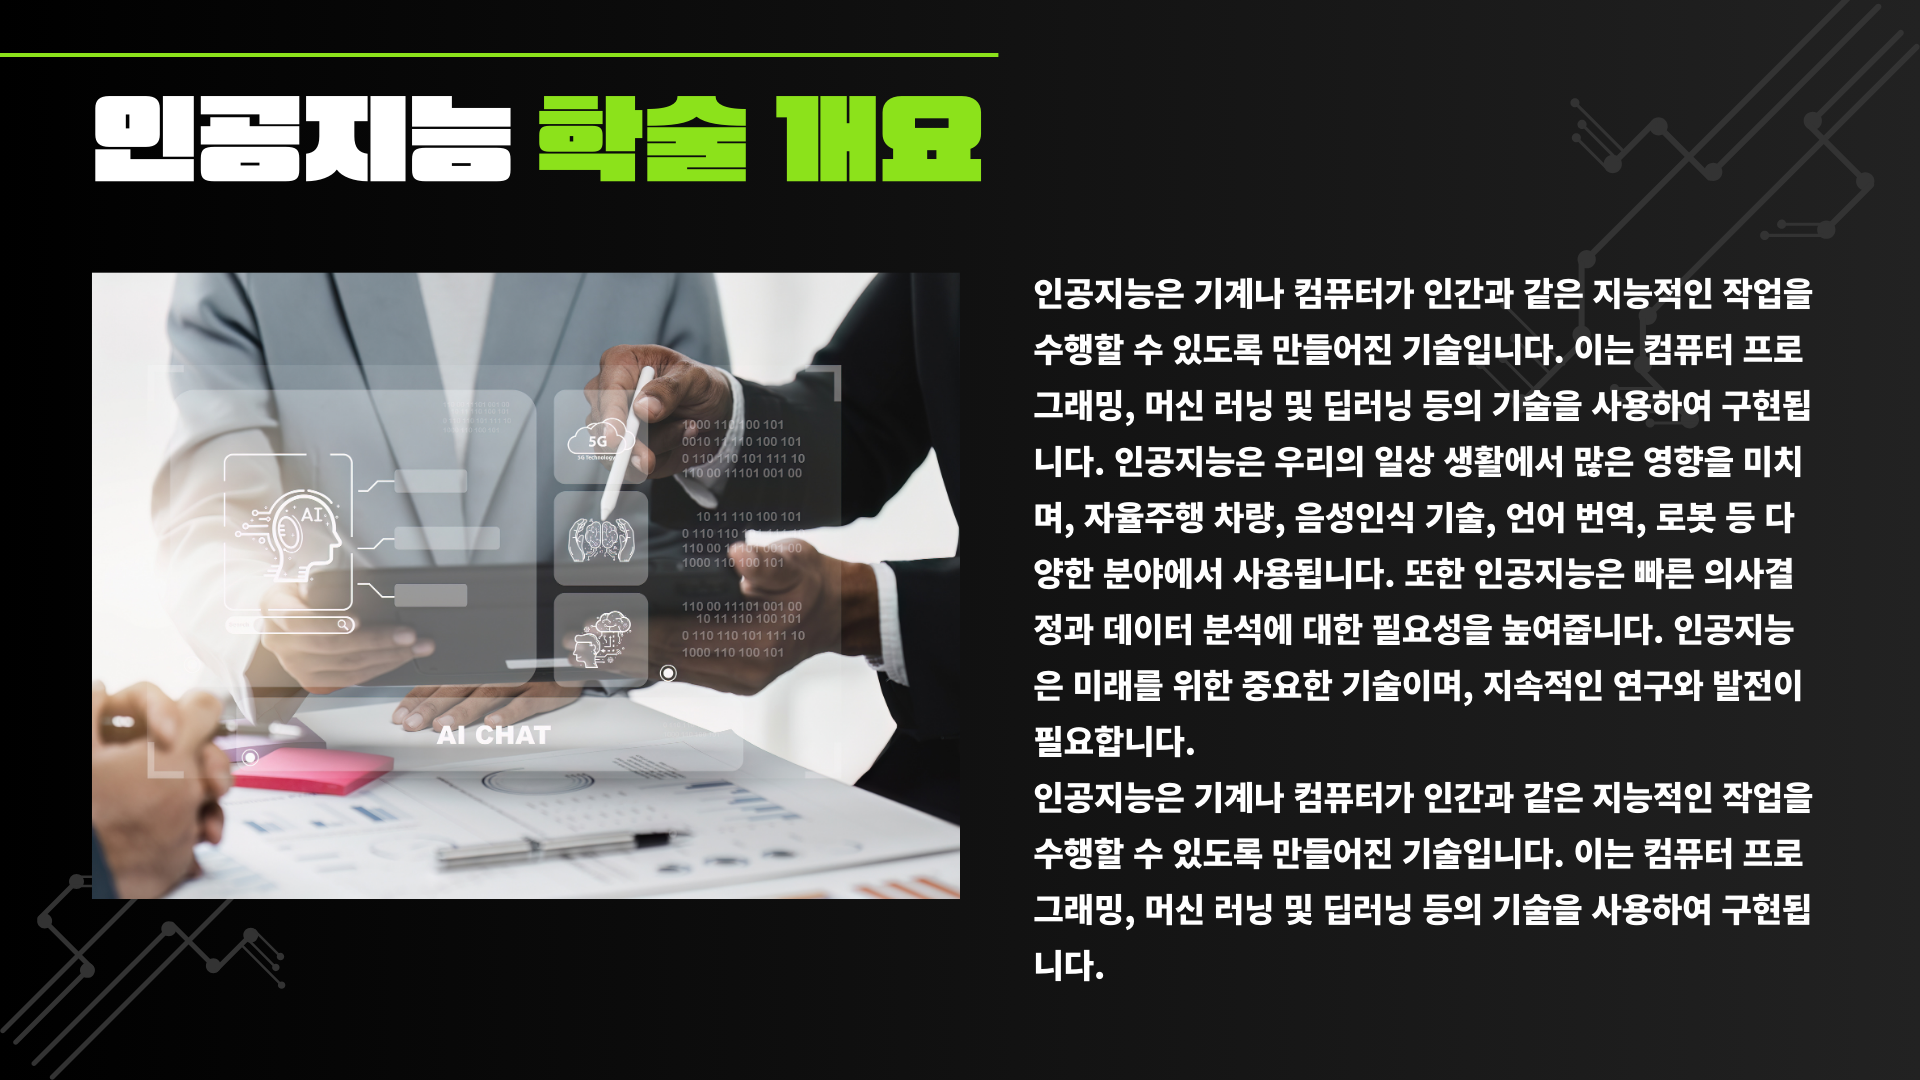 인공지능 학술 개요
인공지능은 기계나 컴퓨터가 인간과 같은 지능적인 작업을
수행할 수 있도록 만들어진 기술입니다. 이는 컴퓨터 프로
그래밍, 머신 러닝 및 딥러닝 등의 기술을 사용하여 구현됩
니다. 인공지능은 우리의 일상 생활에서 많은 영향을 미치
며, 자율주행 차량, 음성인식 기술, 언어 번역, 로봇 등 다
양한 분야에서 사용됩니다. 또한 인공지능은 빠른 의사결
정과 데이터 분석에 대한 필요성을 높여줍니다. 인공지능
은 미래를 위한 중요한 기술이며, 지속적인 연구와 발전이
필요합니다.
인공지능은 기계나 컴퓨터가 인간과 같은 지능적인 작업을
수행할 수 있도록 만들어진 기술입니다. 이는 컴퓨터 프로
그래밍, 머신 러닝 및 딥러닝 등의 기술을 사용하여 구현됩
니다.
AI
5G
5G Technology
1000 110 100 101
0010 11 110 100 101
0 110 110 101 111 10
110 00 11101 001 00
10 11 110 100 101
0 110 110 101 111 10
110 00 11101 001 00
1000 110 100 101
110 00 11101 001 00
10 11 110 100 101
0 110 110 101 111 10
1000 110 100 101
AI CHAT